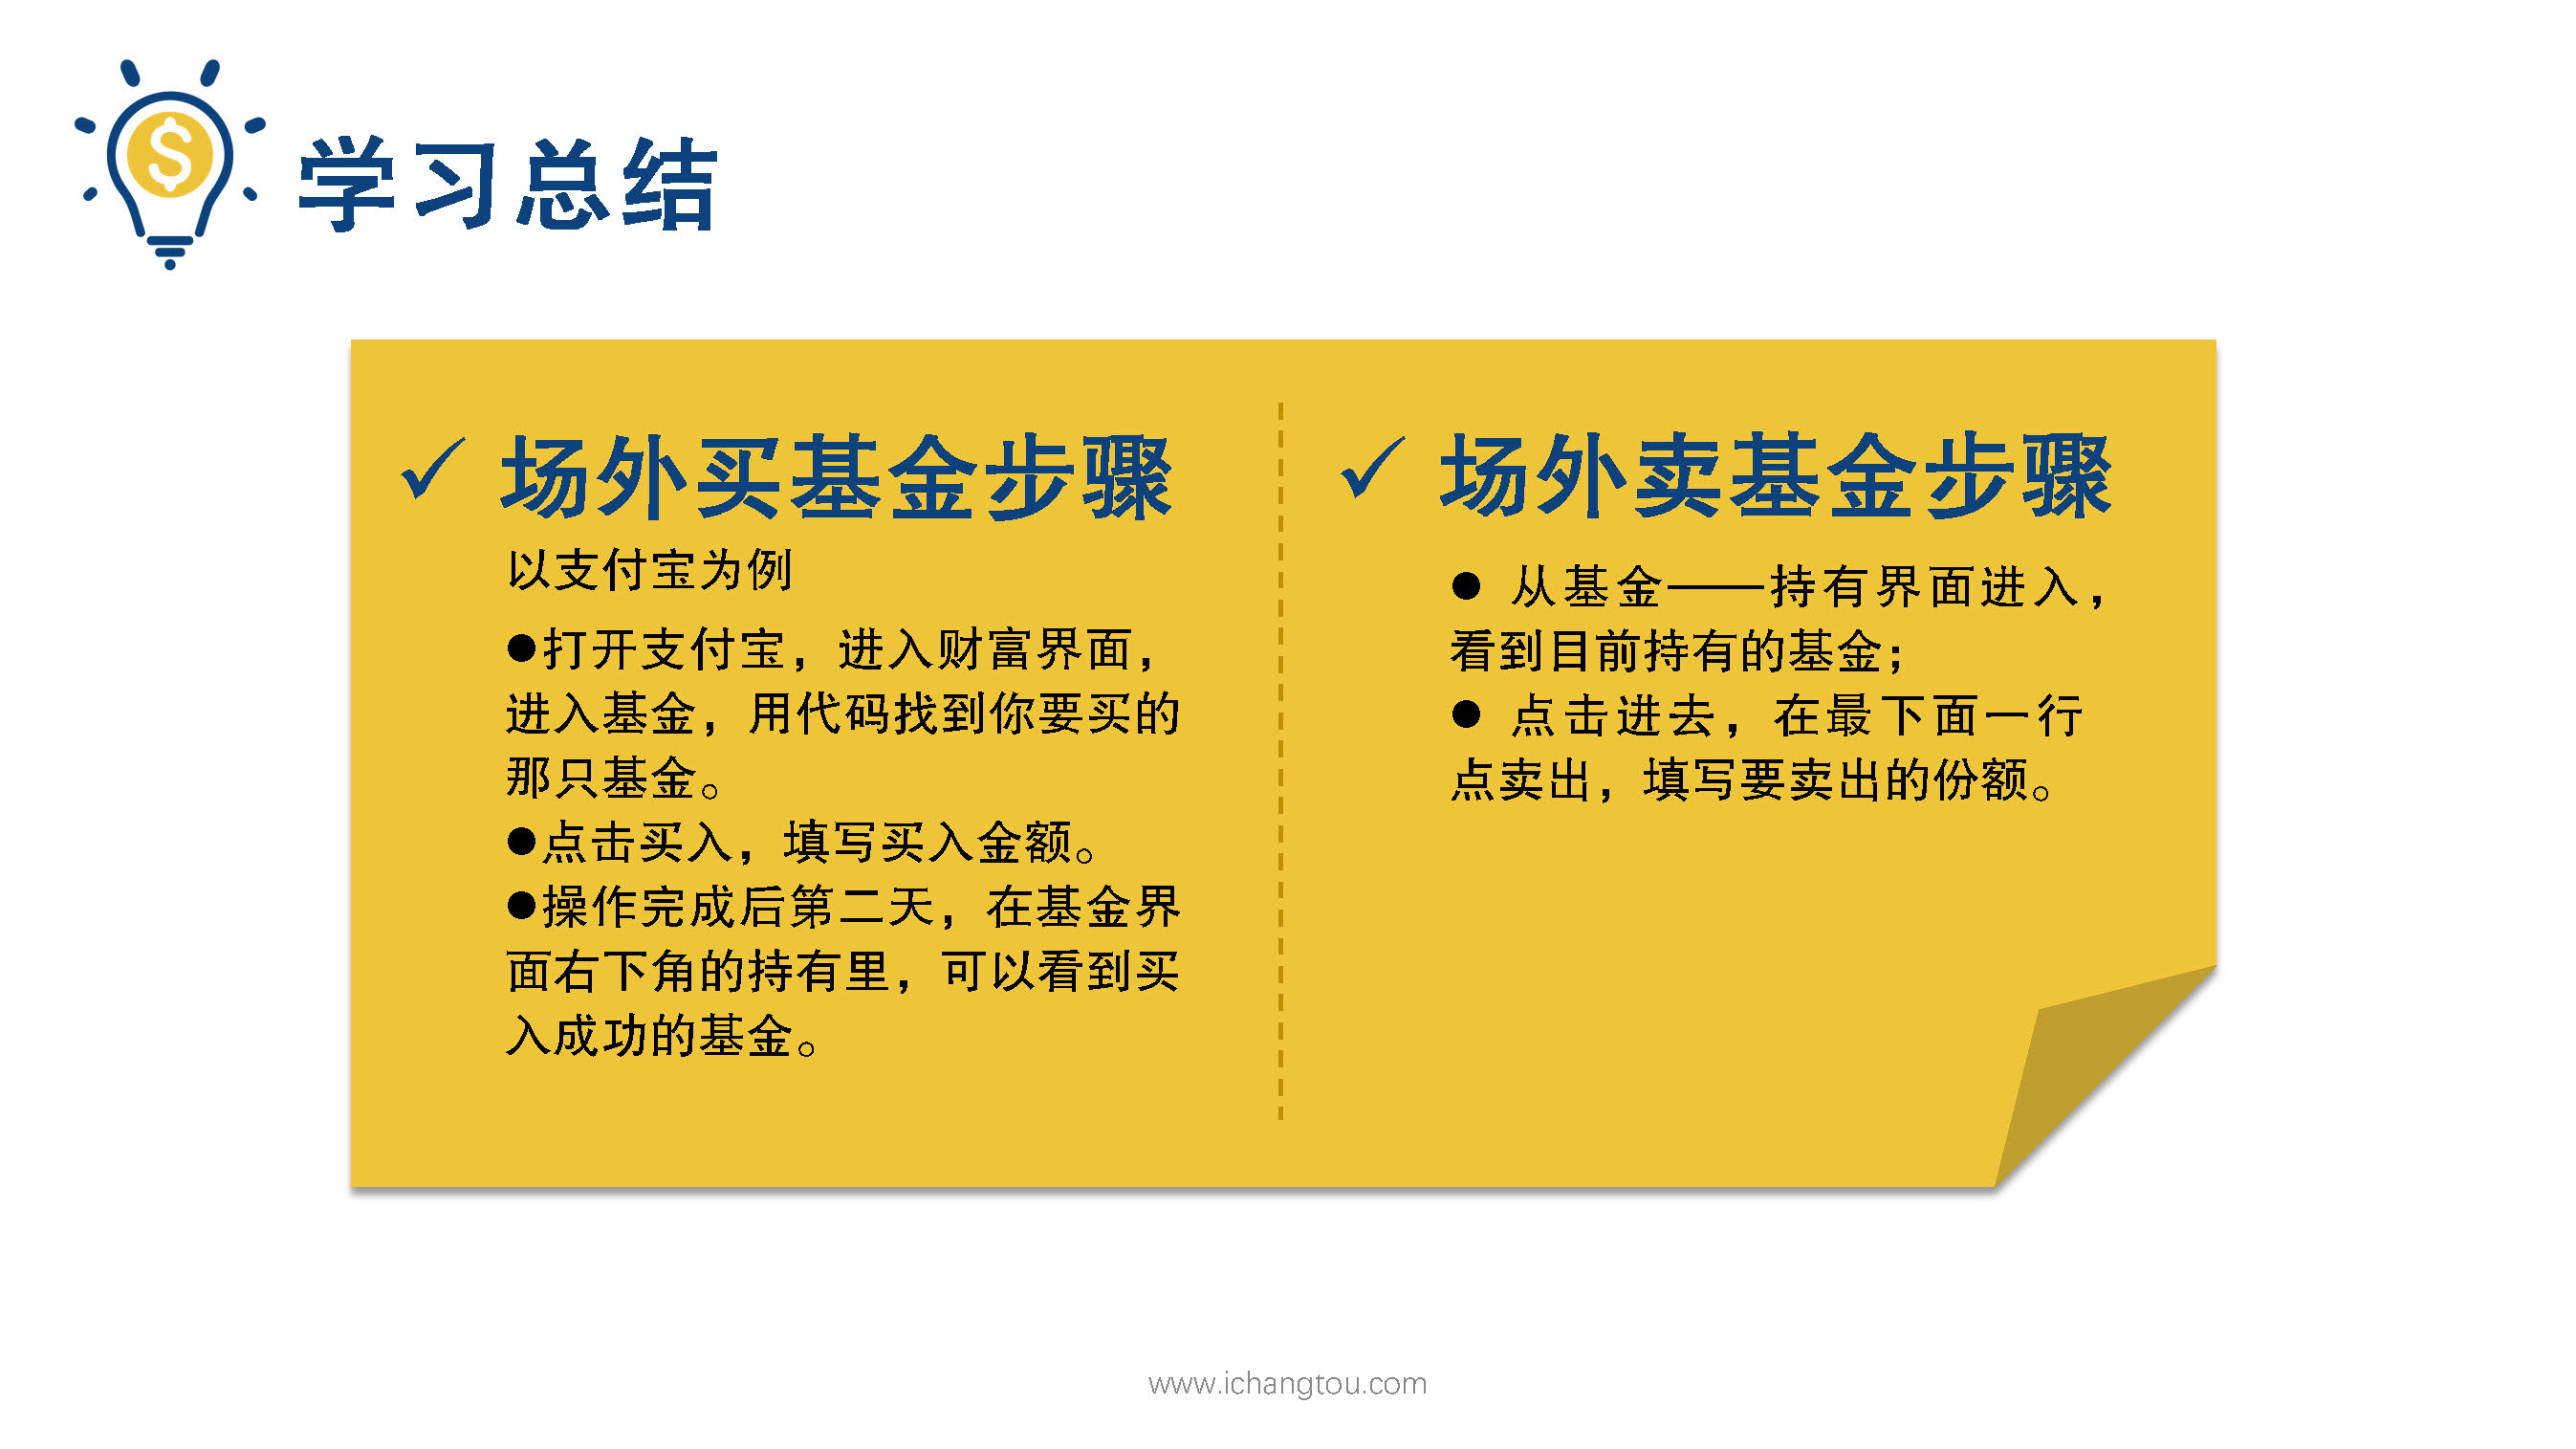 学习总结
✓ 场外买基金步骤
以支付宝为例
●打开支付宝，进入财富界面，
进入基金，用代码找到你要买的
那只基金。
●点击买入，填写买入金额。
●操作完成后第二天，在基金界
面右下角的持有里，可以看到买
入成功的基金。
✓ 场外卖基金步骤
● 从基金——持有界面进入，
看到目前持有的基金；
● 点击进去，在最下面一行
点卖出，填写要卖出的份额。
www.ichangtou.com